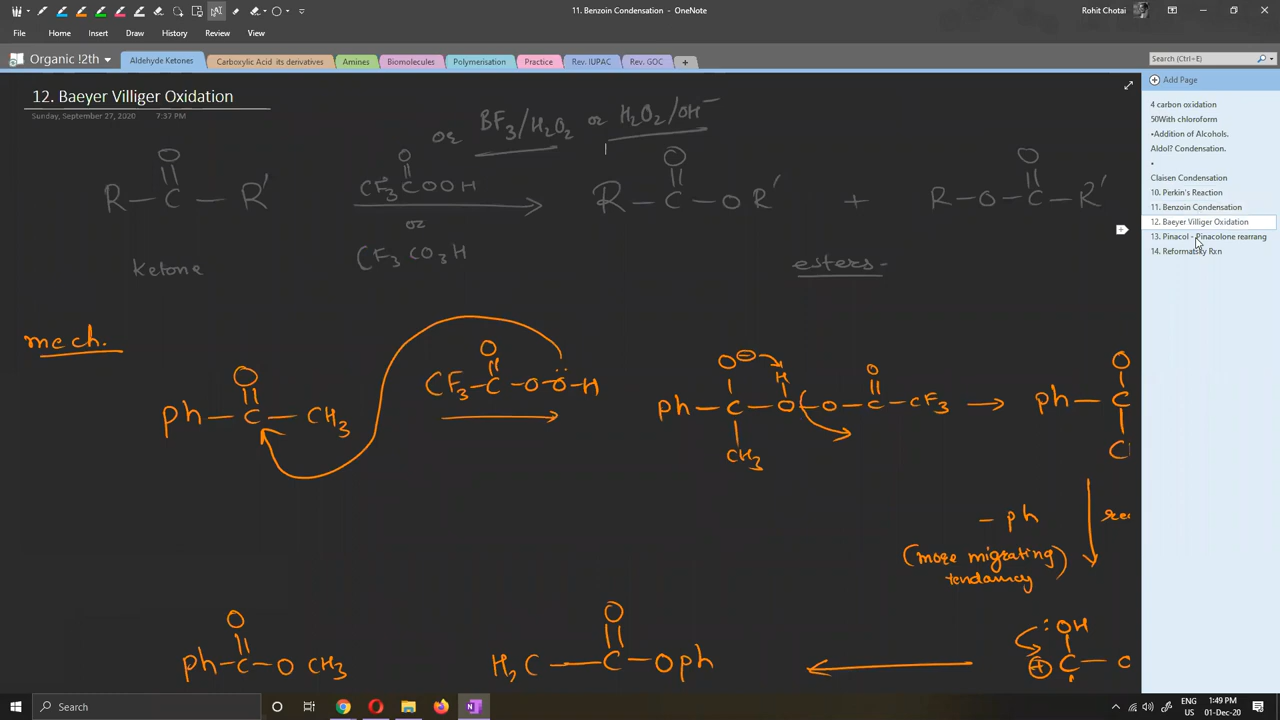 11. Benzoin Condensation - OneNote
Rohit Chotai
File Home Insert Draw History Review View
Organic !2th
Aldehyde Ketones
Carboxylic Acid its derivatives
Amines
Biomolecules
Polymerisation
Practice
Rev. IUPAC
Rev. GOC
Search (Ctrl+E)
Add Page
4 carbon oxidation
50With chloroform
•Addition of Alcohols.
Aldol? Condensation.
•
Claisen Condensation
10. Perkin's Reaction
11. Benzoin Condensation
12. Baeyer Villiger Oxidation
13. Pinacol - Pinacolone rearrang
14. Reformatsky Rxn
12. Baeyer Villiger Oxidation
Sunday, September 27, 2020 7:37 PM
or BF3/H2O2 or H2O2/OH−
O O O O
R—C—R' CF3COOH R—C—OR' + R—O—C—R'
or
CF3CO3H
Ketone esters-
mech.
O O O⊖ H O O
Ph—C—CH3 CF3—C—O—Ö—H Ph—C—O—O—C—CF3 → Ph—C
CH3 C
- ph
(more migrating
tendancy)
:OH
O O ⊕ C—O
ph—C—O CH3 H3C—C—Oph
Search
ENG
US
1:49 PM
01-Dec-20